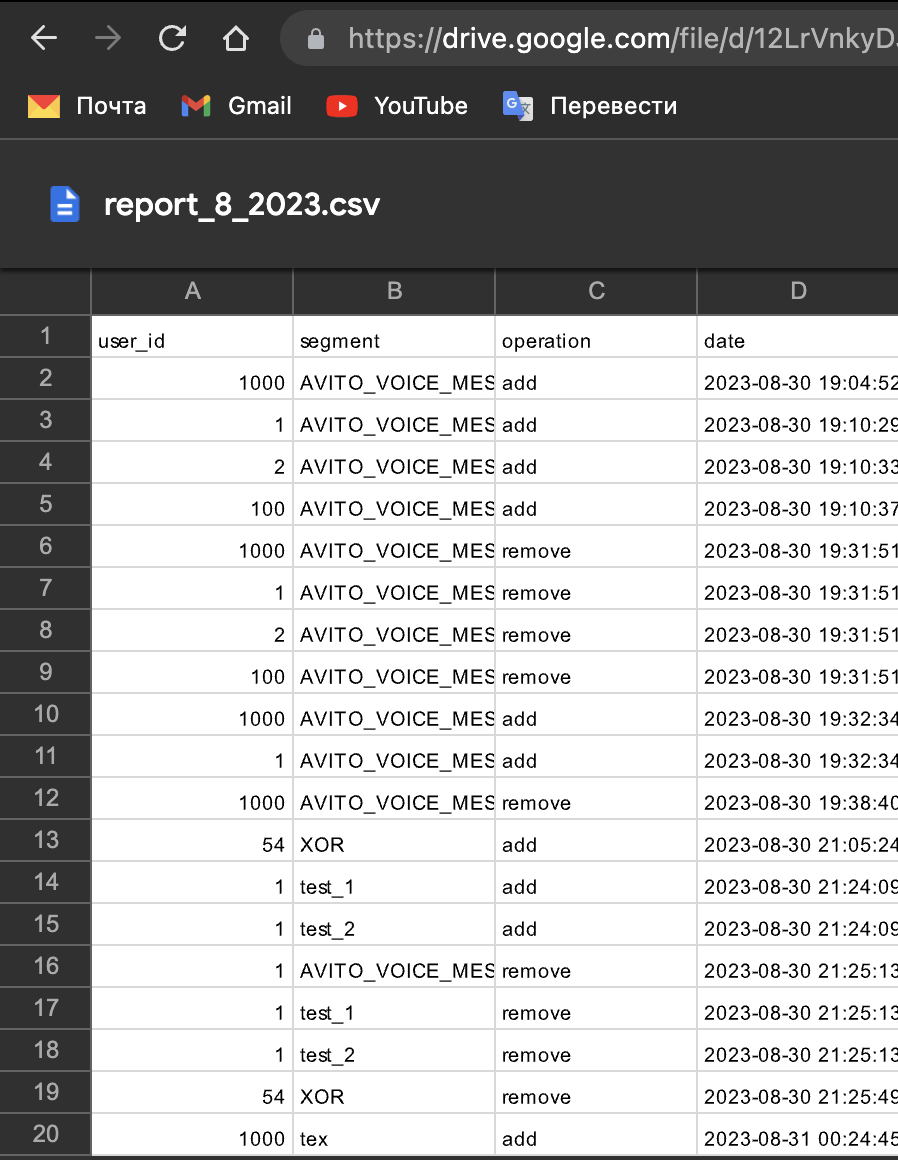 https://drive.google.com/file/d/12LrVnkyD
Почта Gmail YouTube Перевести
report_8_2023.csv
A B C D
1 user_id segment operation date
2 1000 AVITO_VOICE_MES add 2023-08-30 19:04:52
3 1 AVITO_VOICE_MES add 2023-08-30 19:10:29
4 2 AVITO_VOICE_MES add 2023-08-30 19:10:33
5 100 AVITO_VOICE_MES add 2023-08-30 19:10:37
6 1000 AVITO_VOICE_MES remove 2023-08-30 19:31:51
7 1 AVITO_VOICE_MES remove 2023-08-30 19:31:51
8 2 AVITO_VOICE_MES remove 2023-08-30 19:31:51
9 100 AVITO_VOICE_MES remove 2023-08-30 19:31:51
10 1000 AVITO_VOICE_MES add 2023-08-30 19:32:34
11 1 AVITO_VOICE_MES add 2023-08-30 19:32:34
12 1000 AVITO_VOICE_MES remove 2023-08-30 19:38:40
13 54 XOR add 2023-08-30 21:05:24
14 1 test_1 add 2023-08-30 21:24:09
15 1 test_2 add 2023-08-30 21:24:09
16 1 AVITO_VOICE_MES remove 2023-08-30 21:25:13
17 1 test_1 remove 2023-08-30 21:25:13
18 1 test_2 remove 2023-08-30 21:25:13
19 54 XOR remove 2023-08-30 21:25:49
20 1000 tex add 2023-08-31 00:24:45